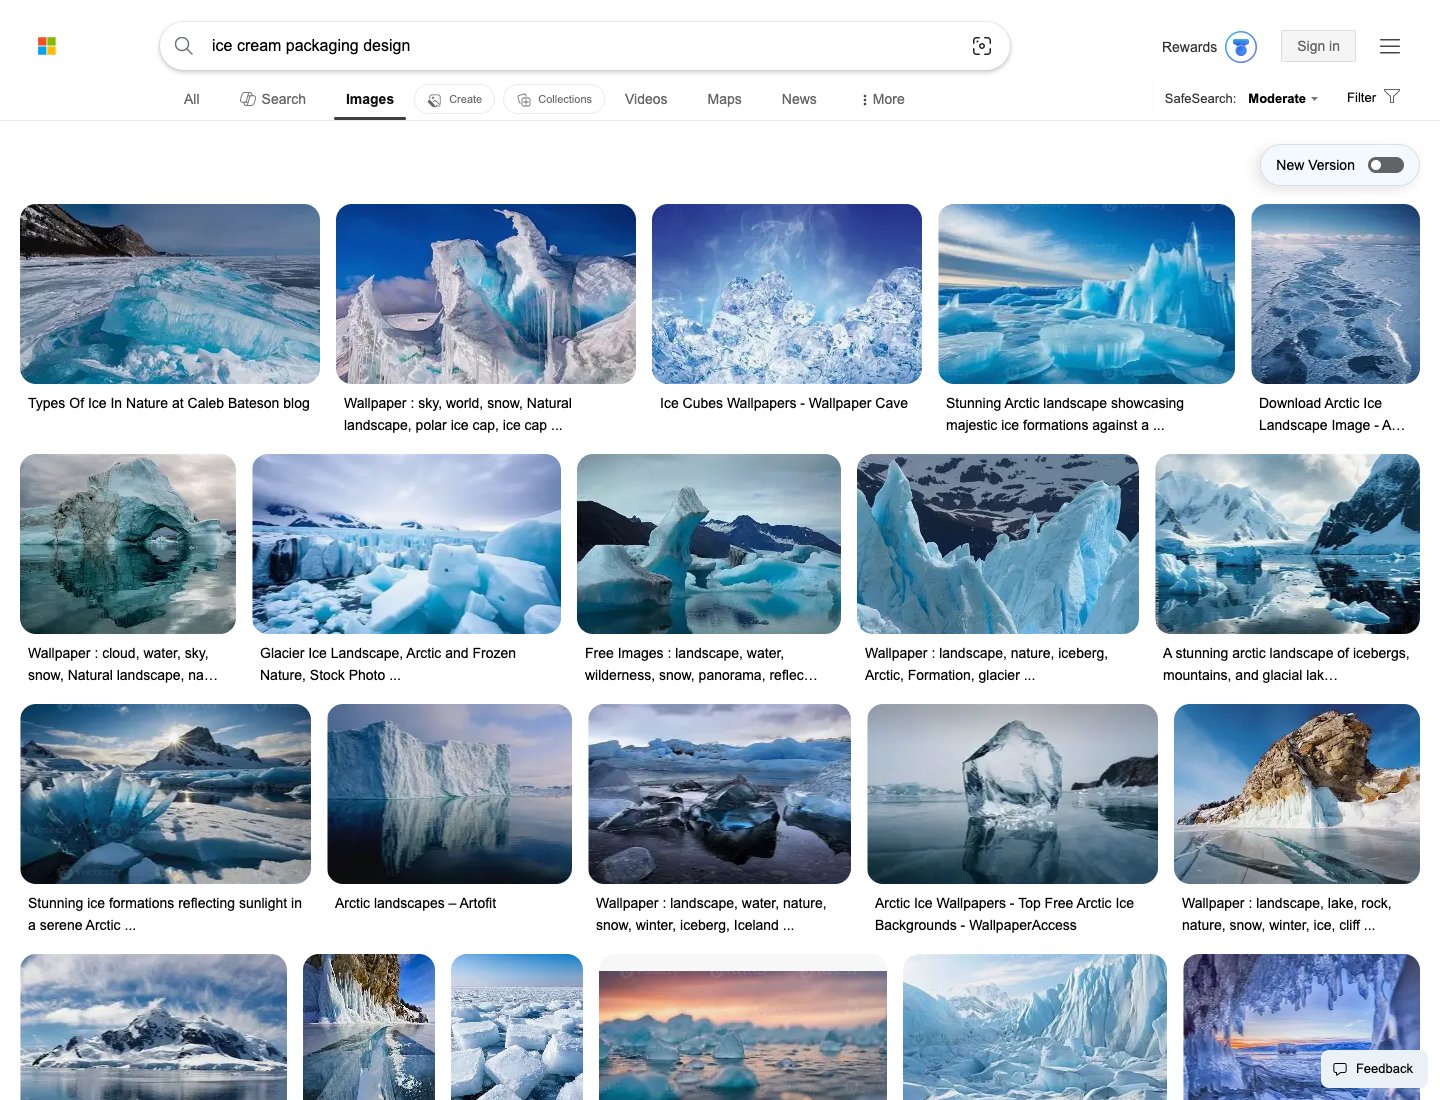 ice cream packaging design
Rewards
Sign in
All
Search
Images
Create
Collections
Videos
Maps
News
More
SafeSearch: Moderate
Filter
New Version
Types Of Ice In Nature at Caleb Bateson blog
Wallpaper : sky, world, snow, Natural
landscape, polar ice cap, ice cap ...
Ice Cubes Wallpapers - Wallpaper Cave
Stunning Arctic landscape showcasing
majestic ice formations against a ...
Download Arctic Ice
Landscape Image - A…
Wallpaper : cloud, water, sky,
snow, Natural landscape, na…
Glacier Ice Landscape, Arctic and Frozen
Nature, Stock Photo ...
Free Images : landscape, water,
wilderness, snow, panorama, reflec…
Wallpaper : landscape, nature, iceberg,
Arctic, Formation, glacier ...
A stunning arctic landscape of icebergs,
mountains, and glacial lak…
Stunning ice formations reflecting sunlight in
a serene Arctic ...
Arctic landscapes – Artofit
Wallpaper : landscape, water, nature,
snow, winter, iceberg, Iceland ...
Arctic Ice Wallpapers - Top Free Arctic Ice
Backgrounds - WallpaperAccess
Wallpaper : landscape, lake, rock,
nature, snow, winter, ice, cliff ...
Feedback